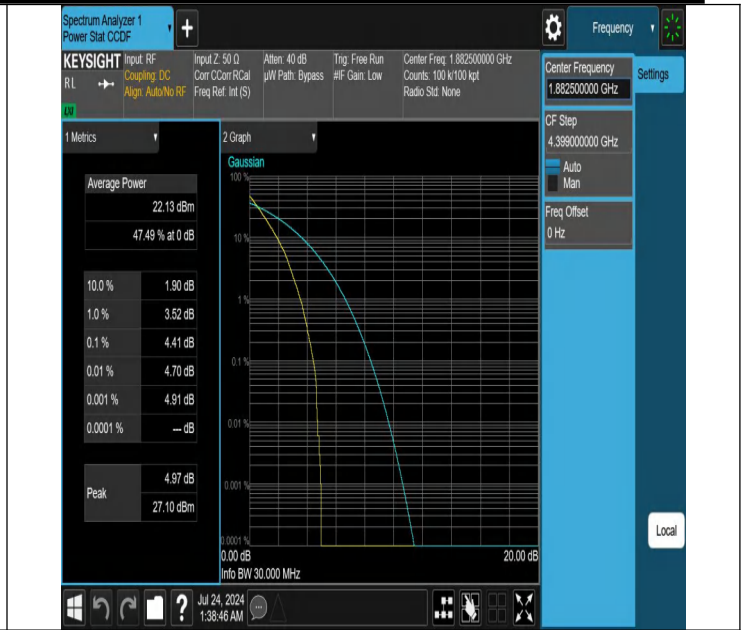 Spectrum Analyzer 1
Power Stat CCDF
+
Frequency
KEYSIGHT
RL
LXI
Input: RF
Coupling: DC
Align: Auto/No RF
Input Z: 50 Ω
Corr CCorr RCal
Freq Ref: Int (S)
Atten: 40 dB
µW Path: Bypass
Trig: Free Run
#IF Gain: Low
Center Freq: 1.882500000 GHz
Counts: 100 k/100 kpt
Radio Std: None
Center Frequency
1.882500000 GHz
Settings
CF Step
4.399000000 GHz
Auto
Man
Freq Offset
0 Hz
1 Metrics
Average Power
22.13 dBm
47.49 % at 0 dB
10.0 % 1.90 dB
1.0 % 3.52 dB
0.1 % 4.41 dB
0.01 % 4.70 dB
0.001 % 4.91 dB
0.0001 % --- dB
Peak
4.97 dB
27.10 dBm
2 Graph
Gaussian
100 %
10 %
1 %
0.1 %
0.01 %
0.001 %
0.0001 %
0.00 dB 20.00 dB
Info BW 30.000 MHz
Local
?
Jul 24, 2024
1:38:46 AM